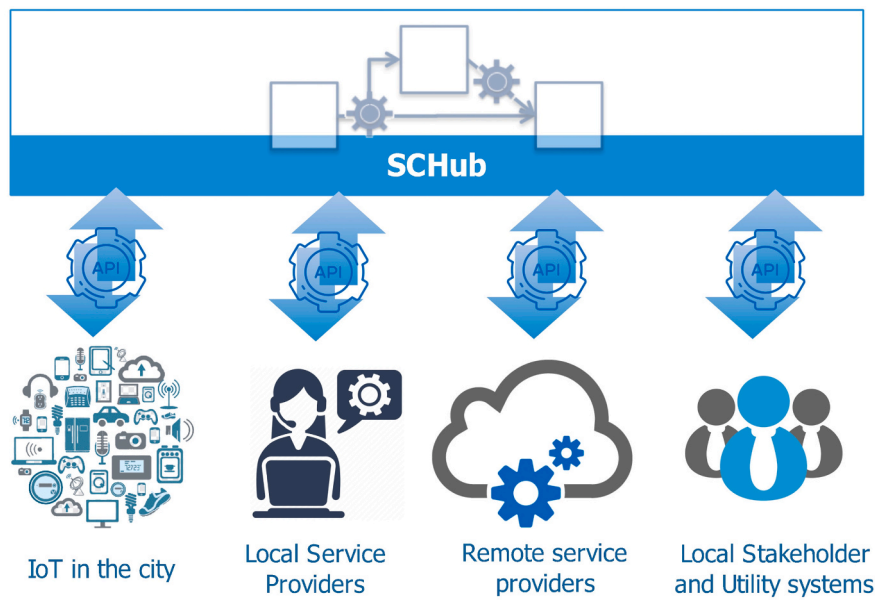 SCHub
API
API
API
API
IoT in the city
Local Service
Providers
Remote service
providers
Local Stakeholder
and Utility systems